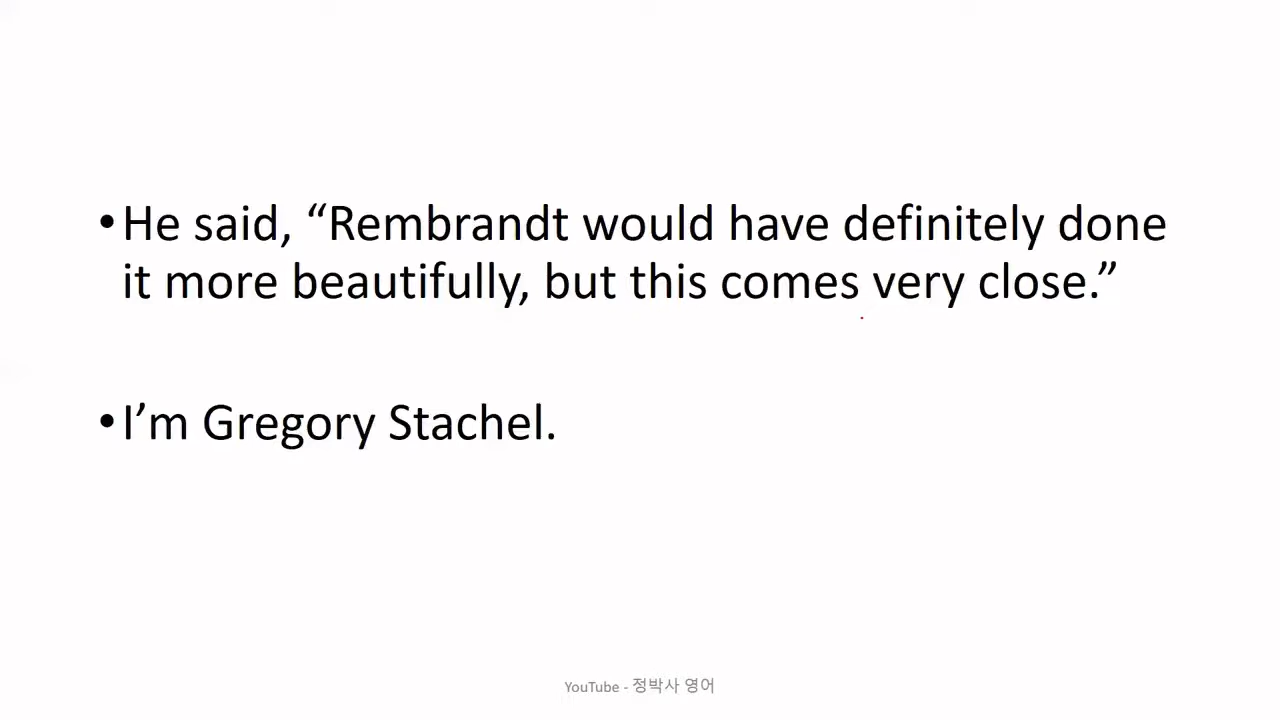 •He said, “Rembrandt would have definitely done
it more beautifully, but this comes very close.”
•I’m Gregory Stachel.
YouTube - 정박사 영어